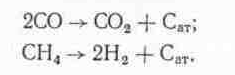 2CO → CO₂ + Cат;
CH₄ → 2H₂ + Cат.